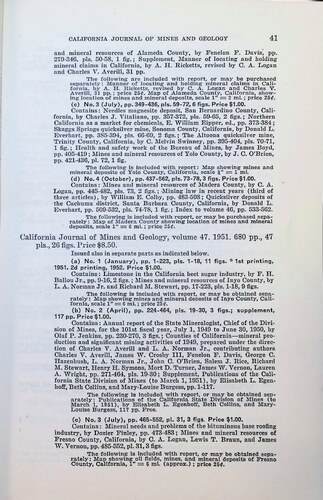 CALIFORNIA JOURNAL OF MINES AND GEOLOGY 41
and mineral resources of Alameda County, by Fenelon F. Davis, pp.
279-346, pls. 50-58, 1 fig.; Supplement, Manner of locating and holding
mineral claims in California, by A. H. Ricketts, revised by C. A. Logan
and Charles V. Averill, 31 pp.
The following are included with report, or may be purchased
separately: Manner of locating and holding mineral claims in Cali-
fornia, by A. H. Ricketts, revised by C. A. Logan and Charles V.
Averill, 31 pp.; price 25¢. Map of Alameda County, California, show-
ing location of mines and mineral deposits, scale 1" = 3 mi.; price 25¢.
(c) No. 3 (July), pp. 349-436, pls. 59-72, 6 figs. Price $1.00.
Contains: Needles magnetic deposit, San Bernardino County, Cali-
fornia, by Charles J. Vitaliano, pp. 357-372, pls. 59-65, 2 figs.; Northern
California as a market for chemicals, by E. William Ripper, ed., pp. 373-384;
Skaggs Springs quicksilver mine, Sonoma County, California, by Donald L.
Everhart, pp. 385-394, pls. 66-69, 2 figs.; The Altoona quicksilver mine,
Trinity County, California, by C. Melvin Swinney, pp. 395-404, pls. 70-71,
1 fig.; Health and safety work of the Bureau of Mines, by James Boyd,
pp. 405-419; Mines and mineral resources of Yolo County, by J. C. O'Brien,
pp. 421-436, pl. 72, 1 fig.
The following is included with report: Map showing mines and
mineral deposits of Yolo County, California, scale 1" = 1 mi.
(d) No. 4 (October), pp. 437-562, pls. 73-78, 3 figs. Price $1.00.
Contains: Mines and mineral resources of Madera County, by C. A.
Logan, pp. 445-482, pls. 73, 2 figs.; Mining law in recent years (third of
three articles), by William E. Colby, pp. 483-508; Quicksilver deposits of
the Cachuma district, Santa Barbara County, California, by Donald L.
Everhart, pp. 509-532, pls. 74-78, 1 fig.; Index to volume 46, pp. 533-562.
The following is included with report, or may be purchased sepa-
rately: Map of Madera County showing location of mines and mineral
deposits, scale 1" = 6 mi.; price 25¢.
California Journal of Mines and Geology, volume 47. 1951. 680 pp., 47
pls., 26 figs. Price $8.50.
Issued also in separate parts as indicated below.
(a) No. 1 (January), pp. 1-223, pls. 1-18, 11 figs. * 1st printing,
1951. 2d printing, 1952. Price $1.00.
Contains: Limestone in the California beet sugar industry, by F. H.
Ballou Jr., pp. 9-16, 2 figs.; Mines and mineral resources of Inyo County, by
L. A. Norman Jr. and Richard M. Stewart, pp. 17-223, pls. 1-18, 9 figs.
The following is included with report, or may be obtained sepa-
rately: Map showing mines and mineral deposits of Inyo County, Cali-
fornia, scale 1" = 4 mi.; price 25¢.
(b) No. 2 (April), pp. 224-464, pls. 19-30, 3 figs.; supplement,
117 pp. Price $1.00.
Contains: Annual report of the State Mineralogist, Chief of the Divi-
sion of Mines, for the 101st fiscal year, July 1, 1949 to June 30, 1950, by
Olaf P. Jenkins, pp. 229-270, 3 figs.; Counties of California—mineral pro-
duction and significant mining activities of 1949, prepared under the direc-
tion of Charles V. Averill and L. A. Norman Jr., contributing authors
Charles V. Averill, James W. Crosby III, Fenelon F. Davis, George C.
Hazenbush, L. A. Norman Jr., John C. O'Brien, Salem J. Rice, Richard
M. Stewart, Henry H. Symons, Mort D. Turner, James W. Vernon, Lauren
A. Wright, pp. 271-464, pls. 19-30; Supplement, Publications of the Cali-
fornia State Division of Mines (to March 1, 1951), by Elisabeth L. Egen-
hoff, Beth Collins, and Mary-Louise Burgess, pp. 1-117.
The following is included with report, or may be obtained sepa-
rately: Publications of the California State Division of Mines (to
March 1, 1951), by Elisabeth L. Egenhoff, Beth Collins, and Mary-
Louise Burgess, 117 pp. Free.
(c) No. 3 (July), pp. 465-552, pl. 31, 3 figs. Price $1.00.
Contains: Mineral needs and problems of the bituminous base roofing
industry, by Dozier Finley, pp. 473-483; Mines and mineral resources of
Fresno County, California, by C. A. Logan, Lewis T. Braun, and James
W. Vernon, pp. 485-552, pl. 31, 3 figs.
The following is included with report, or may be obtained sepa-
rately: Map showing oil fields, mines, and mineral deposits of Fresno
County, California, scale 1" = 6 mi. (approx.); price 25¢.